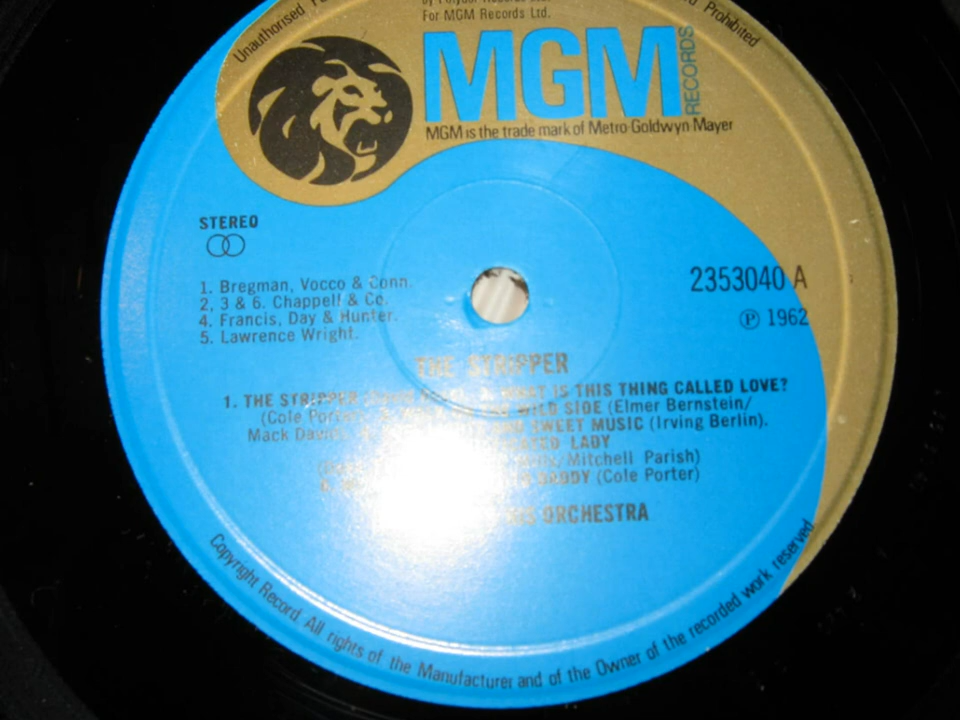 Unauthorised
Prohibited
For MGM Records Ltd.
MGM
RECORDS
MGM is the trade mark of Metro-Goldwyn Mayer
STEREO
1. Bregman, Vocco & Conn.
2, 3 & 6. Chappell & Co.
4. Francis, Day & Hunter.
5. Lawrence Wright.
2353040 A
Ⓟ 1962
THE STRIPPER
1. THE STRIPPER IS THIS THING CALLED LOVE?
(Cole Porter). WILD SIDE (Elmer Bernstein/
Mack David). AND SWEET MUSIC (Irving Berlin).
LADY
Mitchell Parish)
DADDY (Cole Porter)
HIS ORCHESTRA
Copyright Record All rights of the Manufacturer and of the Owner of the recorded work reserved